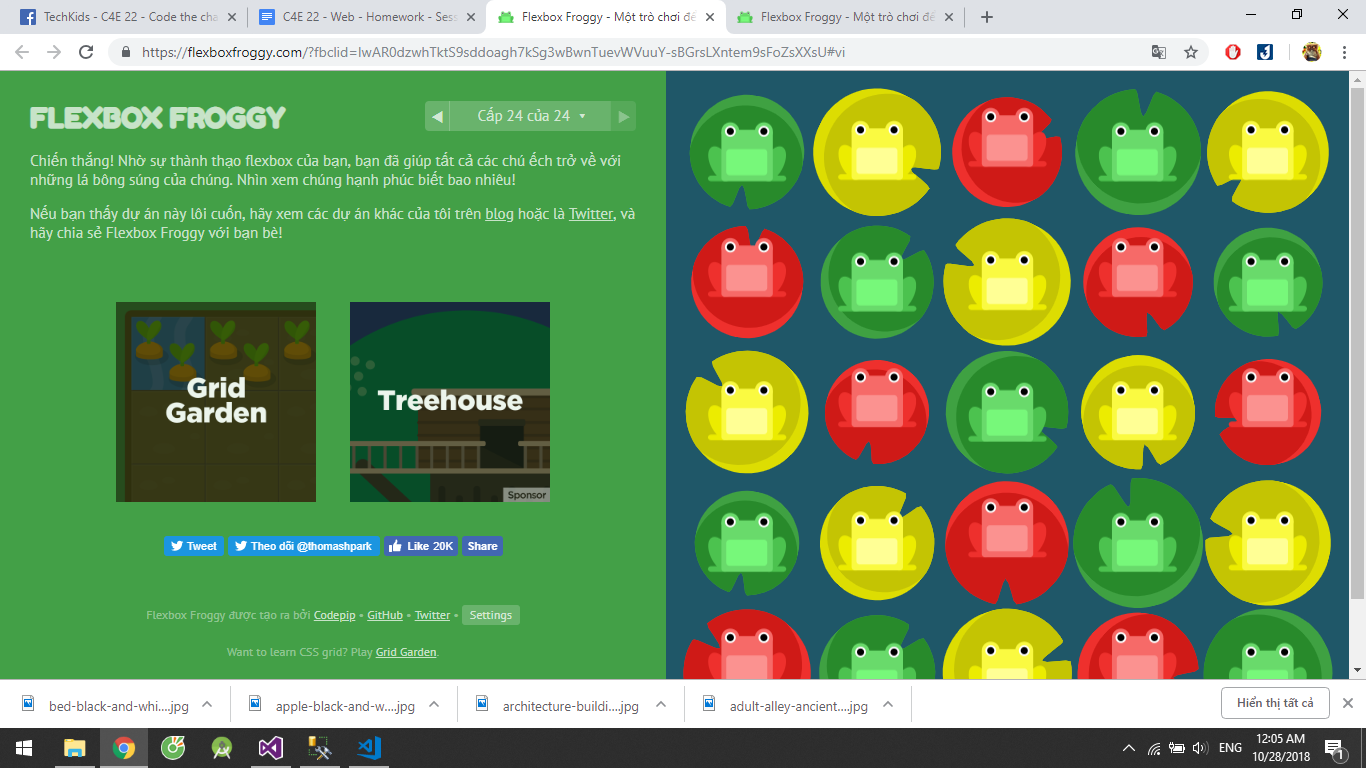 TechKids - C4E 22 - Code the cha
C4E 22 - Web - Homework - Sess
Flexbox Froggy - Một trò chơi để
Flexbox Froggy - Một trò chơi để
https://flexboxfroggy.com/?fbclid=IwAR0dzwhTktS9sddoagh7kSg3wBwnTuevWVuuY-sBGrsLXntem9sFoZsXXsU#vi
FLEXBOX FROGGY
Cấp 24 của 24
Chiến thắng! Nhờ sự thành thạo flexbox của bạn, bạn đã giúp tất cả các chú ếch trở về với
những lá bông súng của chúng. Nhìn xem chúng hạnh phúc biết bao nhiêu!
Nếu bạn thấy dự án này lôi cuốn, hãy xem các dự án khác của tôi trên blog hoặc là Twitter, và
hãy chia sẻ Flexbox Froggy với bạn bè!
Grid
Garden
Treehouse
Sponsor
Tweet
Theo dõi @thomashpark
Like 20K
Share
Flexbox Froggy được tạo ra bởi Codepip • GitHub • Twitter • Settings
Want to learn CSS grid? Play Grid Garden.
bed-black-and-whi....jpg
apple-black-and-w....jpg
architecture-buildi....jpg
adult-alley-ancient....jpg
Hiển thị tất cả
ENG
12:05 AM
10/28/2018
1